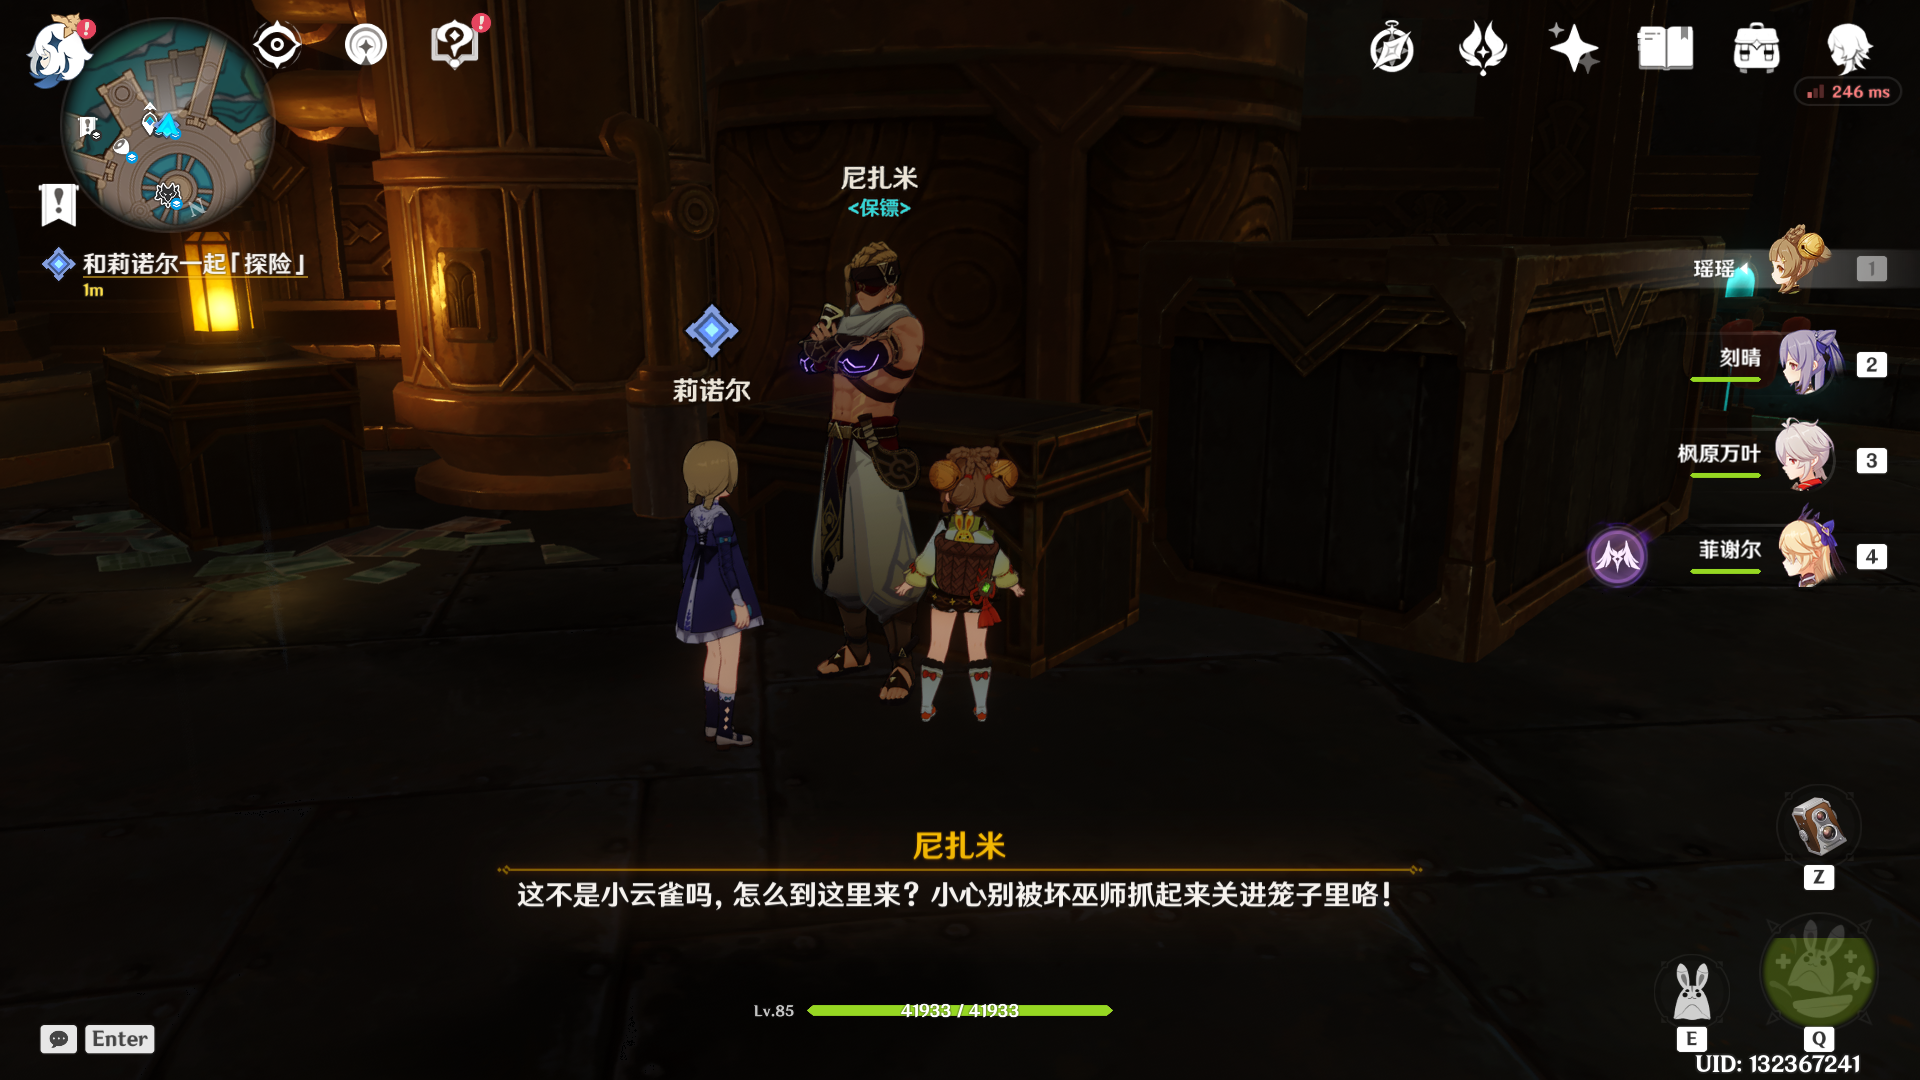 246 ms
尼扎米
<保镖>
和莉诺尔一起「探险」
1m
莉诺尔
瑶瑶
1
刻晴
2
枫原万叶
3
菲谢尔
4
N
尼扎米
这不是小云雀吗，怎么到这里来？小心别被坏巫师抓起来关进笼子里咯！
Z
Lv.85
41933 / 41933
Enter
E
Q
UID: 132367241